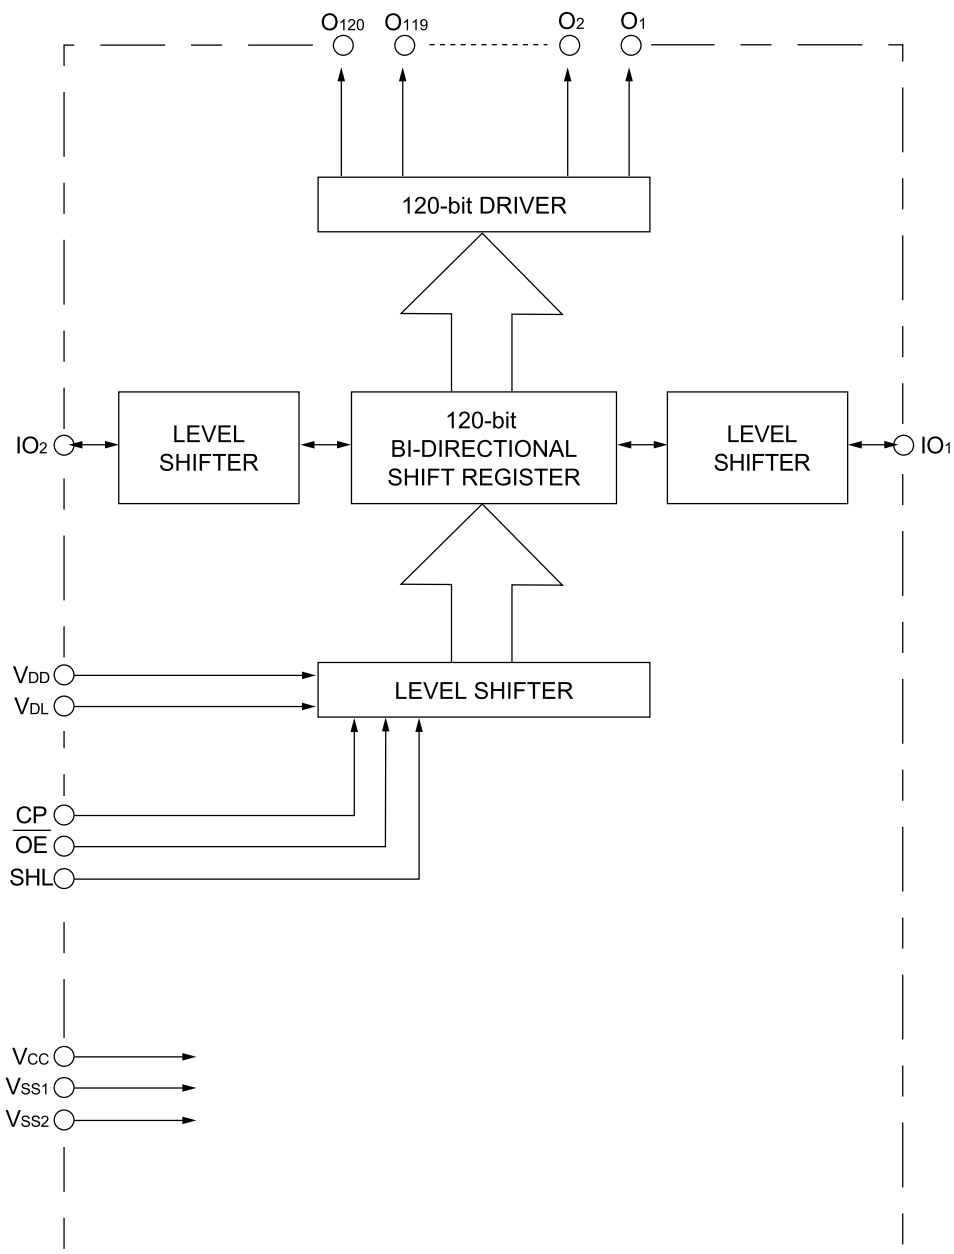 O120 O119 O2 O1
120-bit DRIVER
IO2
LEVEL
SHIFTER
120-bit
BI-DIRECTIONAL
SHIFT REGISTER
LEVEL
SHIFTER
IO1
VDD
VDL
LEVEL SHIFTER
CP
OE
SHL
VCC
VSS1
VSS2